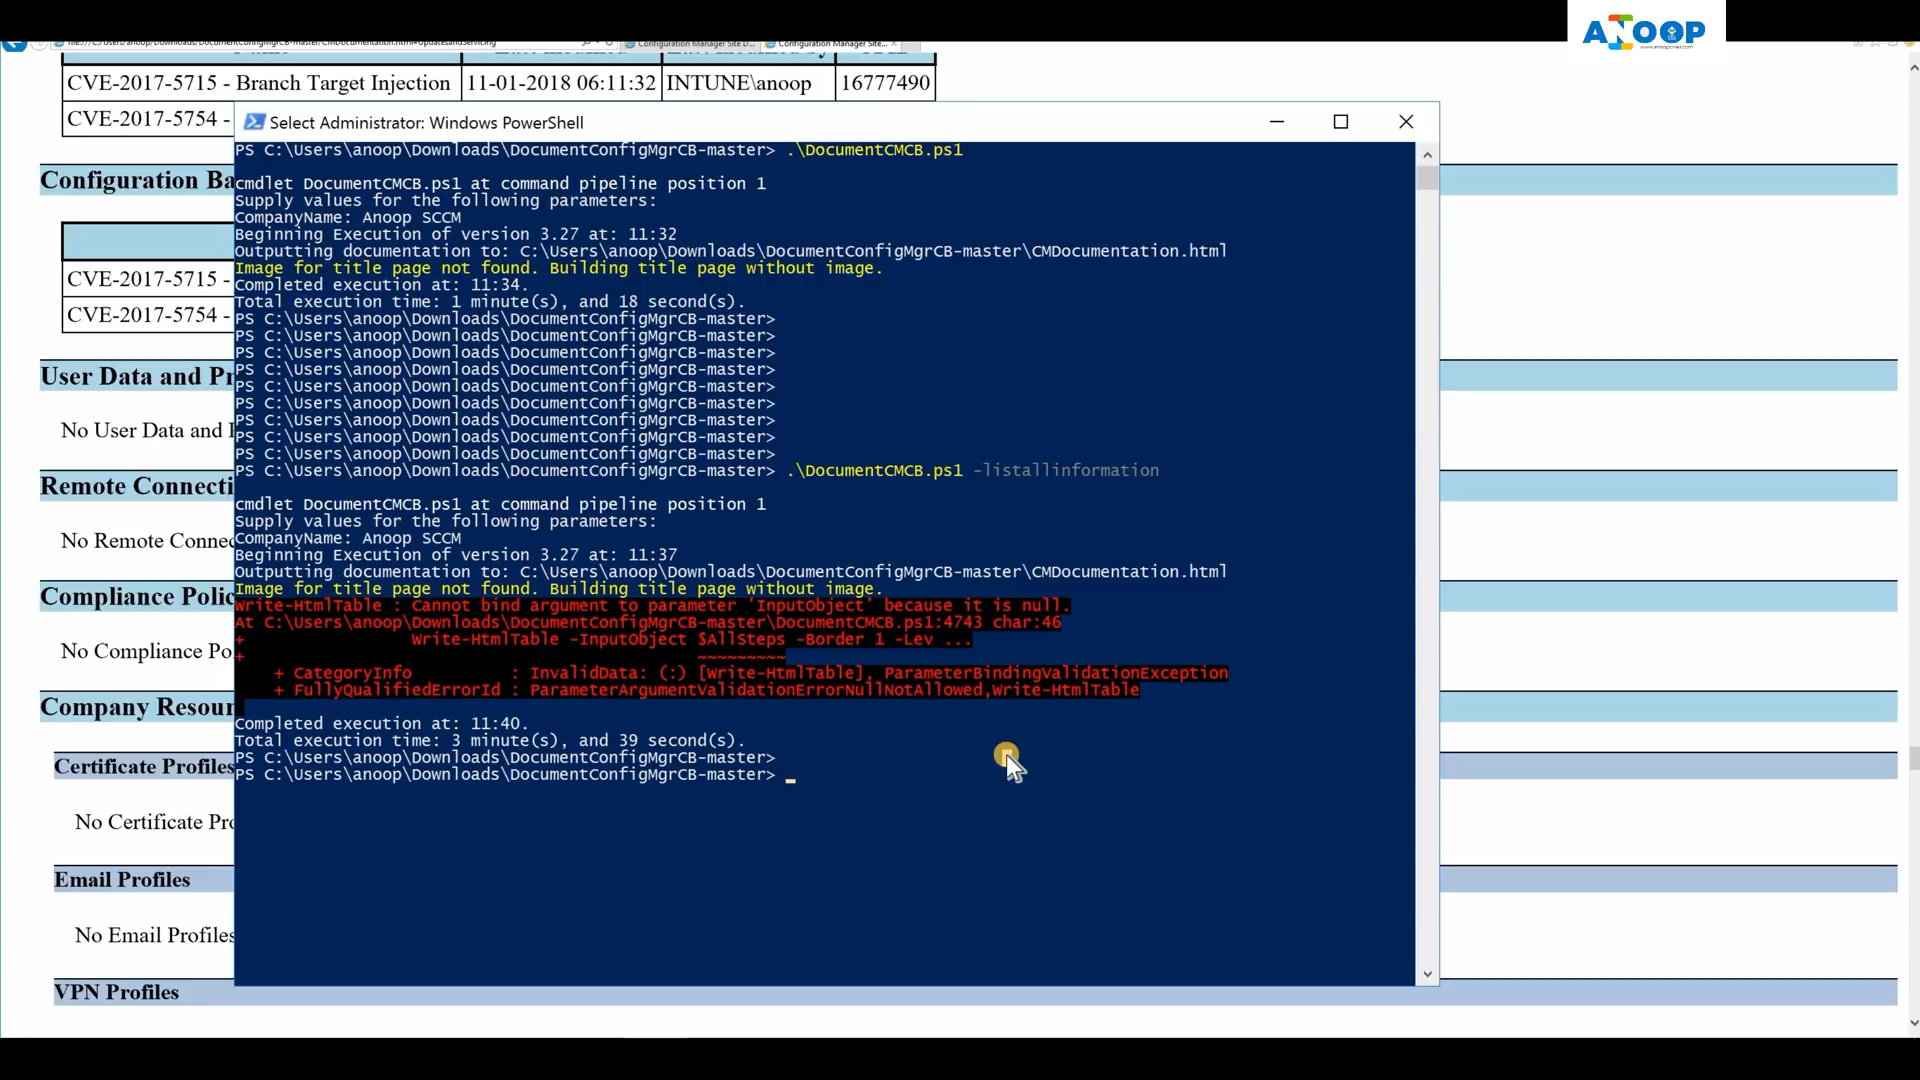 ANOOP
Configuration Manager Site D...
Configuration Manager Site...
CVE-2017-5715 - Branch Target Injection 11-01-2018 06:11:32 INTUNE\anoop 16777490
CVE-2017-5754 -
Configuration Ba
CVE-2017-5715 -
CVE-2017-5754 -
User Data and Pr
No User Data and
Remote Connecti
No Remote Connec
Compliance Polic
No Compliance Po
Company Resour
Certificate Profiles
No Certificate Pro
Email Profiles
No Email Profiles
VPN Profiles
Select Administrator: Windows PowerShell
PS C:\Users\anoop\Downloads\DocumentConfigMgrCB-master> .\DocumentCMCB.ps1
cmdlet DocumentCMCB.ps1 at command pipeline position 1
Supply values for the following parameters:
CompanyName: Anoop SCCM
Beginning Execution of version 3.27 at: 11:32
Outputting documentation to: C:\Users\anoop\Downloads\DocumentConfigMgrCB-master\CMDocumentation.html
Image for title page not found. Building title page without image.
Completed execution at: 11:34.
Total execution time: 1 minute(s), and 18 second(s).
PS C:\Users\anoop\Downloads\DocumentConfigMgrCB-master>
PS C:\Users\anoop\Downloads\DocumentConfigMgrCB-master>
PS C:\Users\anoop\Downloads\DocumentConfigMgrCB-master>
PS C:\Users\anoop\Downloads\DocumentConfigMgrCB-master>
PS C:\Users\anoop\Downloads\DocumentConfigMgrCB-master>
PS C:\Users\anoop\Downloads\DocumentConfigMgrCB-master>
PS C:\Users\anoop\Downloads\DocumentConfigMgrCB-master>
PS C:\Users\anoop\Downloads\DocumentConfigMgrCB-master>
PS C:\Users\anoop\Downloads\DocumentConfigMgrCB-master>
PS C:\Users\anoop\Downloads\DocumentConfigMgrCB-master> .\DocumentCMCB.ps1 -listallinformation
cmdlet DocumentCMCB.ps1 at command pipeline position 1
Supply values for the following parameters:
CompanyName: Anoop SCCM
Beginning Execution of version 3.27 at: 11:37
Outputting documentation to: C:\Users\anoop\Downloads\DocumentConfigMgrCB-master\CMDocumentation.html
Image for title page not found. Building title page without image.
Write-HtmlTable : Cannot bind argument to parameter 'InputObject' because it is null.
At C:\Users\anoop\Downloads\DocumentConfigMgrCB-master\DocumentCMCB.ps1:4743 char:46
+ Write-HtmlTable -InputObject $AllSteps -Border 1 -Lev ...
+ ~~~~~~~~~
+ CategoryInfo : InvalidData: (:) [Write-HtmlTable], ParameterBindingValidationException
+ FullyQualifiedErrorId : ParameterArgumentValidationErrorNullNotAllowed,Write-HtmlTable
Completed execution at: 11:40.
Total execution time: 3 minute(s), and 39 second(s).
PS C:\Users\anoop\Downloads\DocumentConfigMgrCB-master>
PS C:\Users\anoop\Downloads\DocumentConfigMgrCB-master>